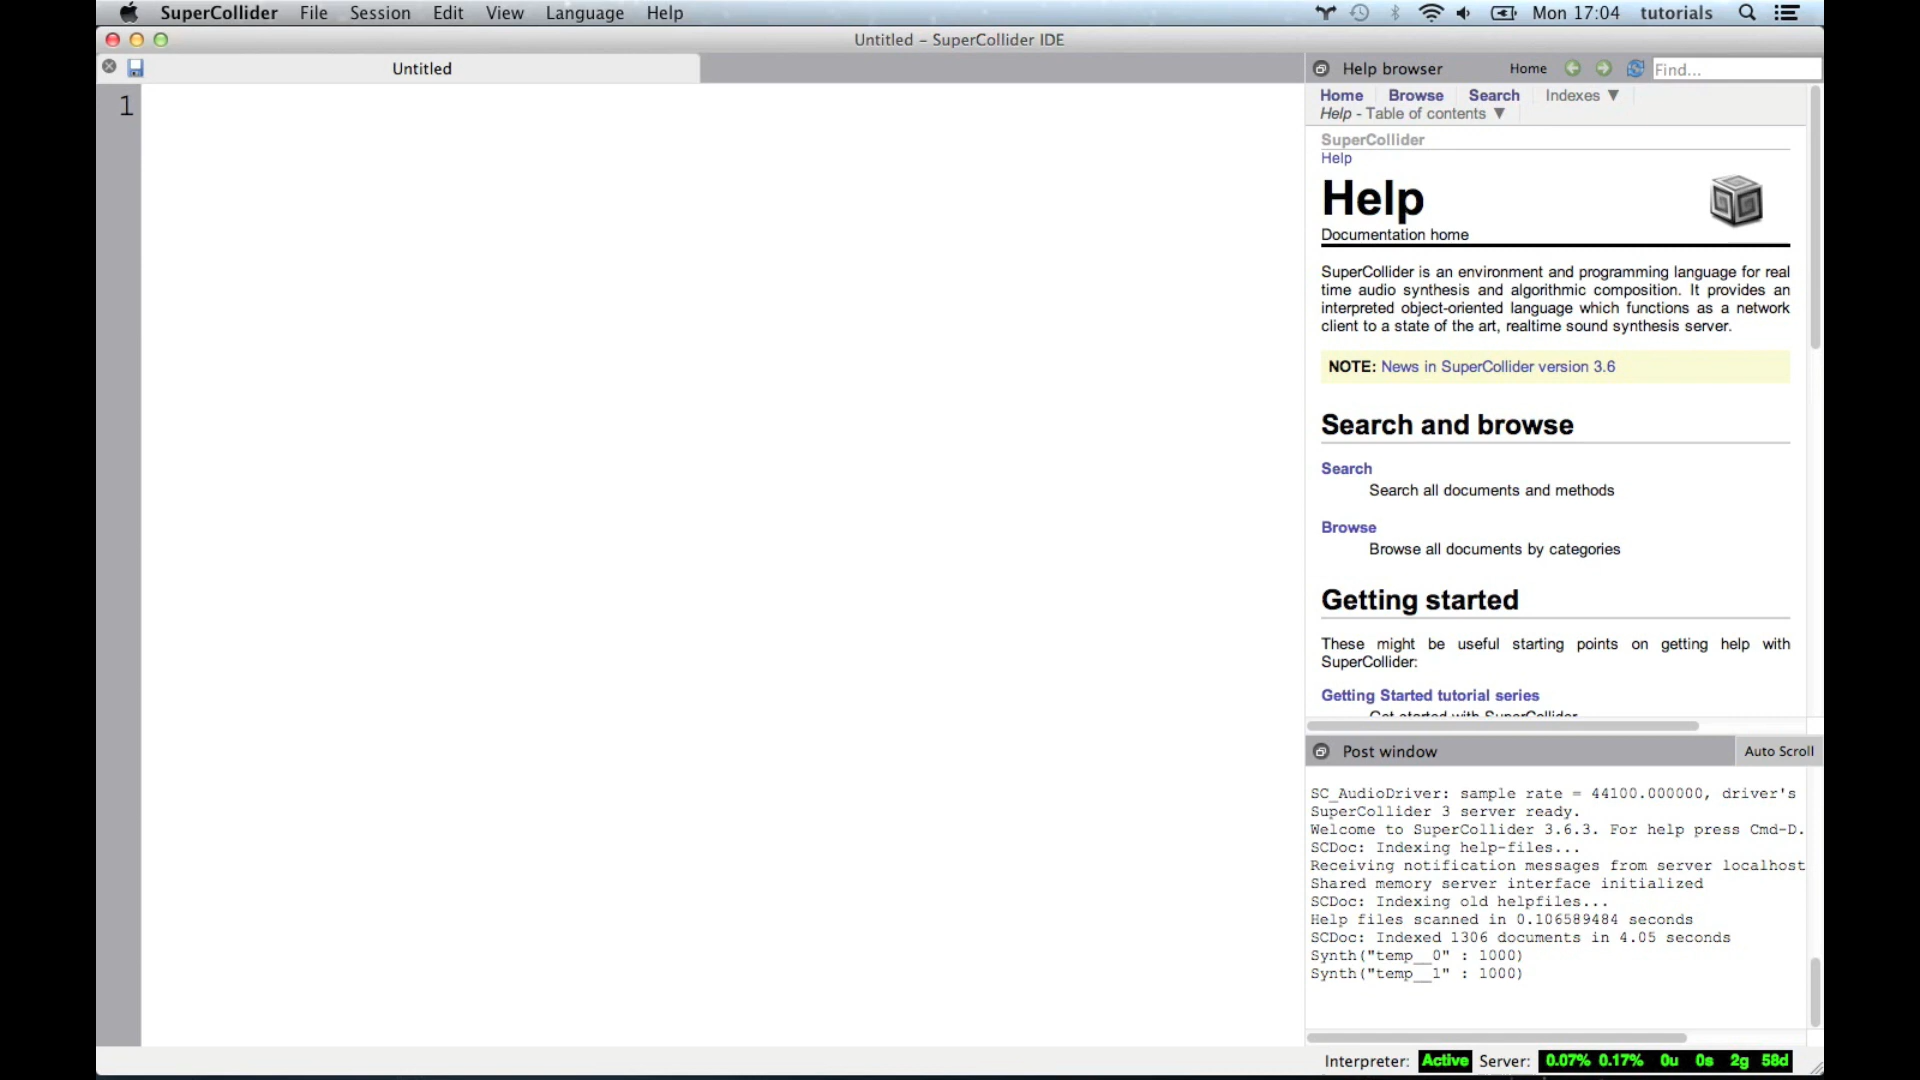 SuperCollider File Session Edit View Language Help Mon 17:04 tutorials
Untitled – SuperCollider IDE
Untitled
Help browser Home Find...
1
Home Browse Search Indexes ▼
Help - Table of contents ▼
SuperCollider
Help
Help
Documentation home
SuperCollider is an environment and programming language for real
time audio synthesis and algorithmic composition. It provides an
interpreted object-oriented language which functions as a network
client to a state of the art, realtime sound synthesis server.
NOTE: News in SuperCollider version 3.6
Search and browse
Search
Search all documents and methods
Browse
Browse all documents by categories
Getting started
These might be useful starting points on getting help with
SuperCollider:
Getting Started tutorial series
Get started with SuperCollider
Post window Auto Scroll
SC_AudioDriver: sample rate = 44100.000000, driver's
SuperCollider 3 server ready.
Welcome to SuperCollider 3.6.3. For help press Cmd-D.
SCDoc: Indexing help-files...
Receiving notification messages from server localhost
Shared memory server interface initialized
SCDoc: Indexing old helpfiles...
Help files scanned in 0.106589484 seconds
SCDoc: Indexed 1306 documents in 4.05 seconds
Synth("temp__0" : 1000)
Synth("temp__1" : 1000)
Interpreter: Active Server: 0.07% 0.17% 0u 0s 2g 58d